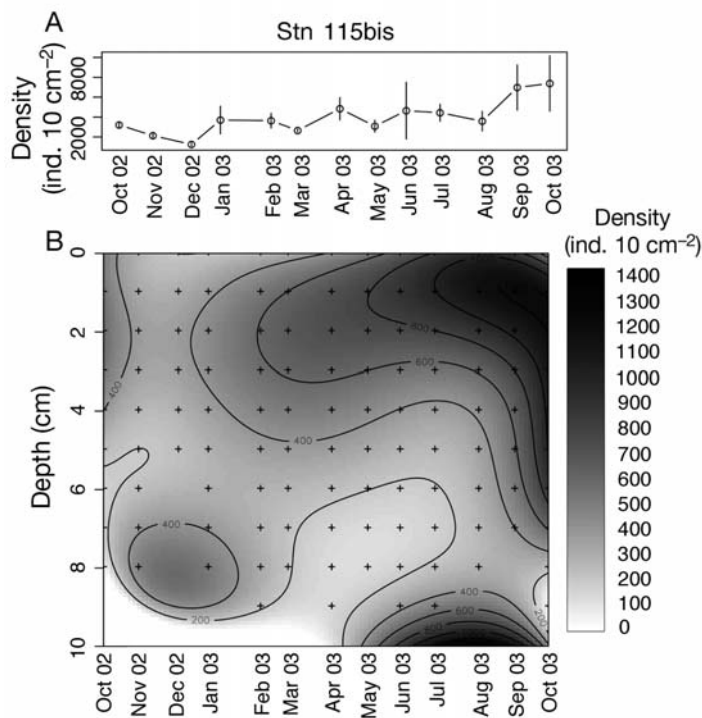 A
Stn 115bis
Density
(ind. 10 cm⁻²)
8000
2000
Oct 02
Nov 02
Dec 02
Jan 03
Feb 03
Mar 03
Apr 03
May 03
Jun 03
Jul 03
Aug 03
Sep 03
Oct 03
B
Depth (cm)
0
2
4
6
8
10
400
400
200
400
600
800
400
600
800
200
Oct 02
Nov 02
Dec 02
Jan 03
Feb 03
Mar 03
Apr 03
May 03
Jun 03
Jul 03
Aug 03
Sep 03
Oct 03
Density
(ind. 10 cm⁻²)
1400
1300
1200
1100
1000
900
800
700
600
500
400
300
200
100
0